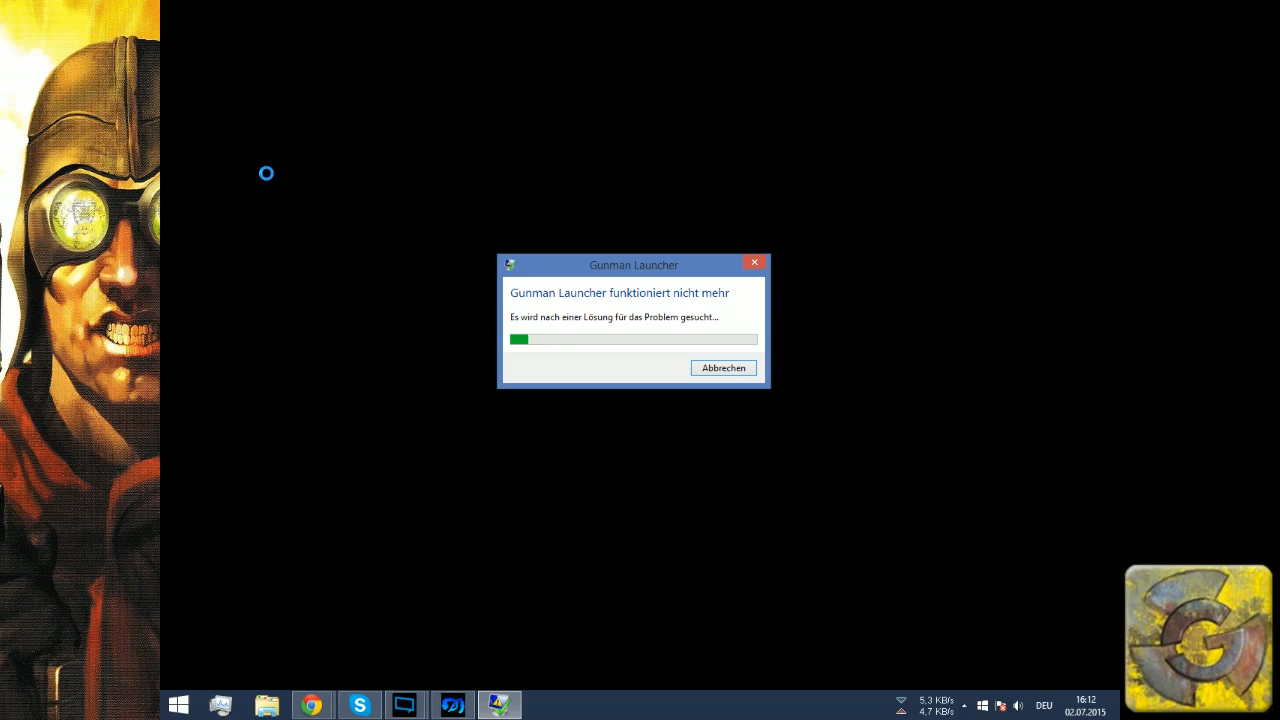 Gunman Launcher
Gunman Launcher funktioniert nicht mehr
Es wird nach einer Lösung für das Problem gesucht...
Abbrechen
5,3 KB/s
4,7 KB/s
DEU
16:12
02.07.2015